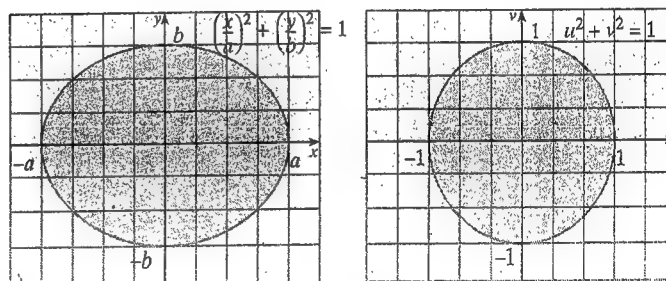 y
b
(x/a)² + (y/b)² = 1
-a
a
x
-b
v
1
u² + v² = 1
-1
1
-1